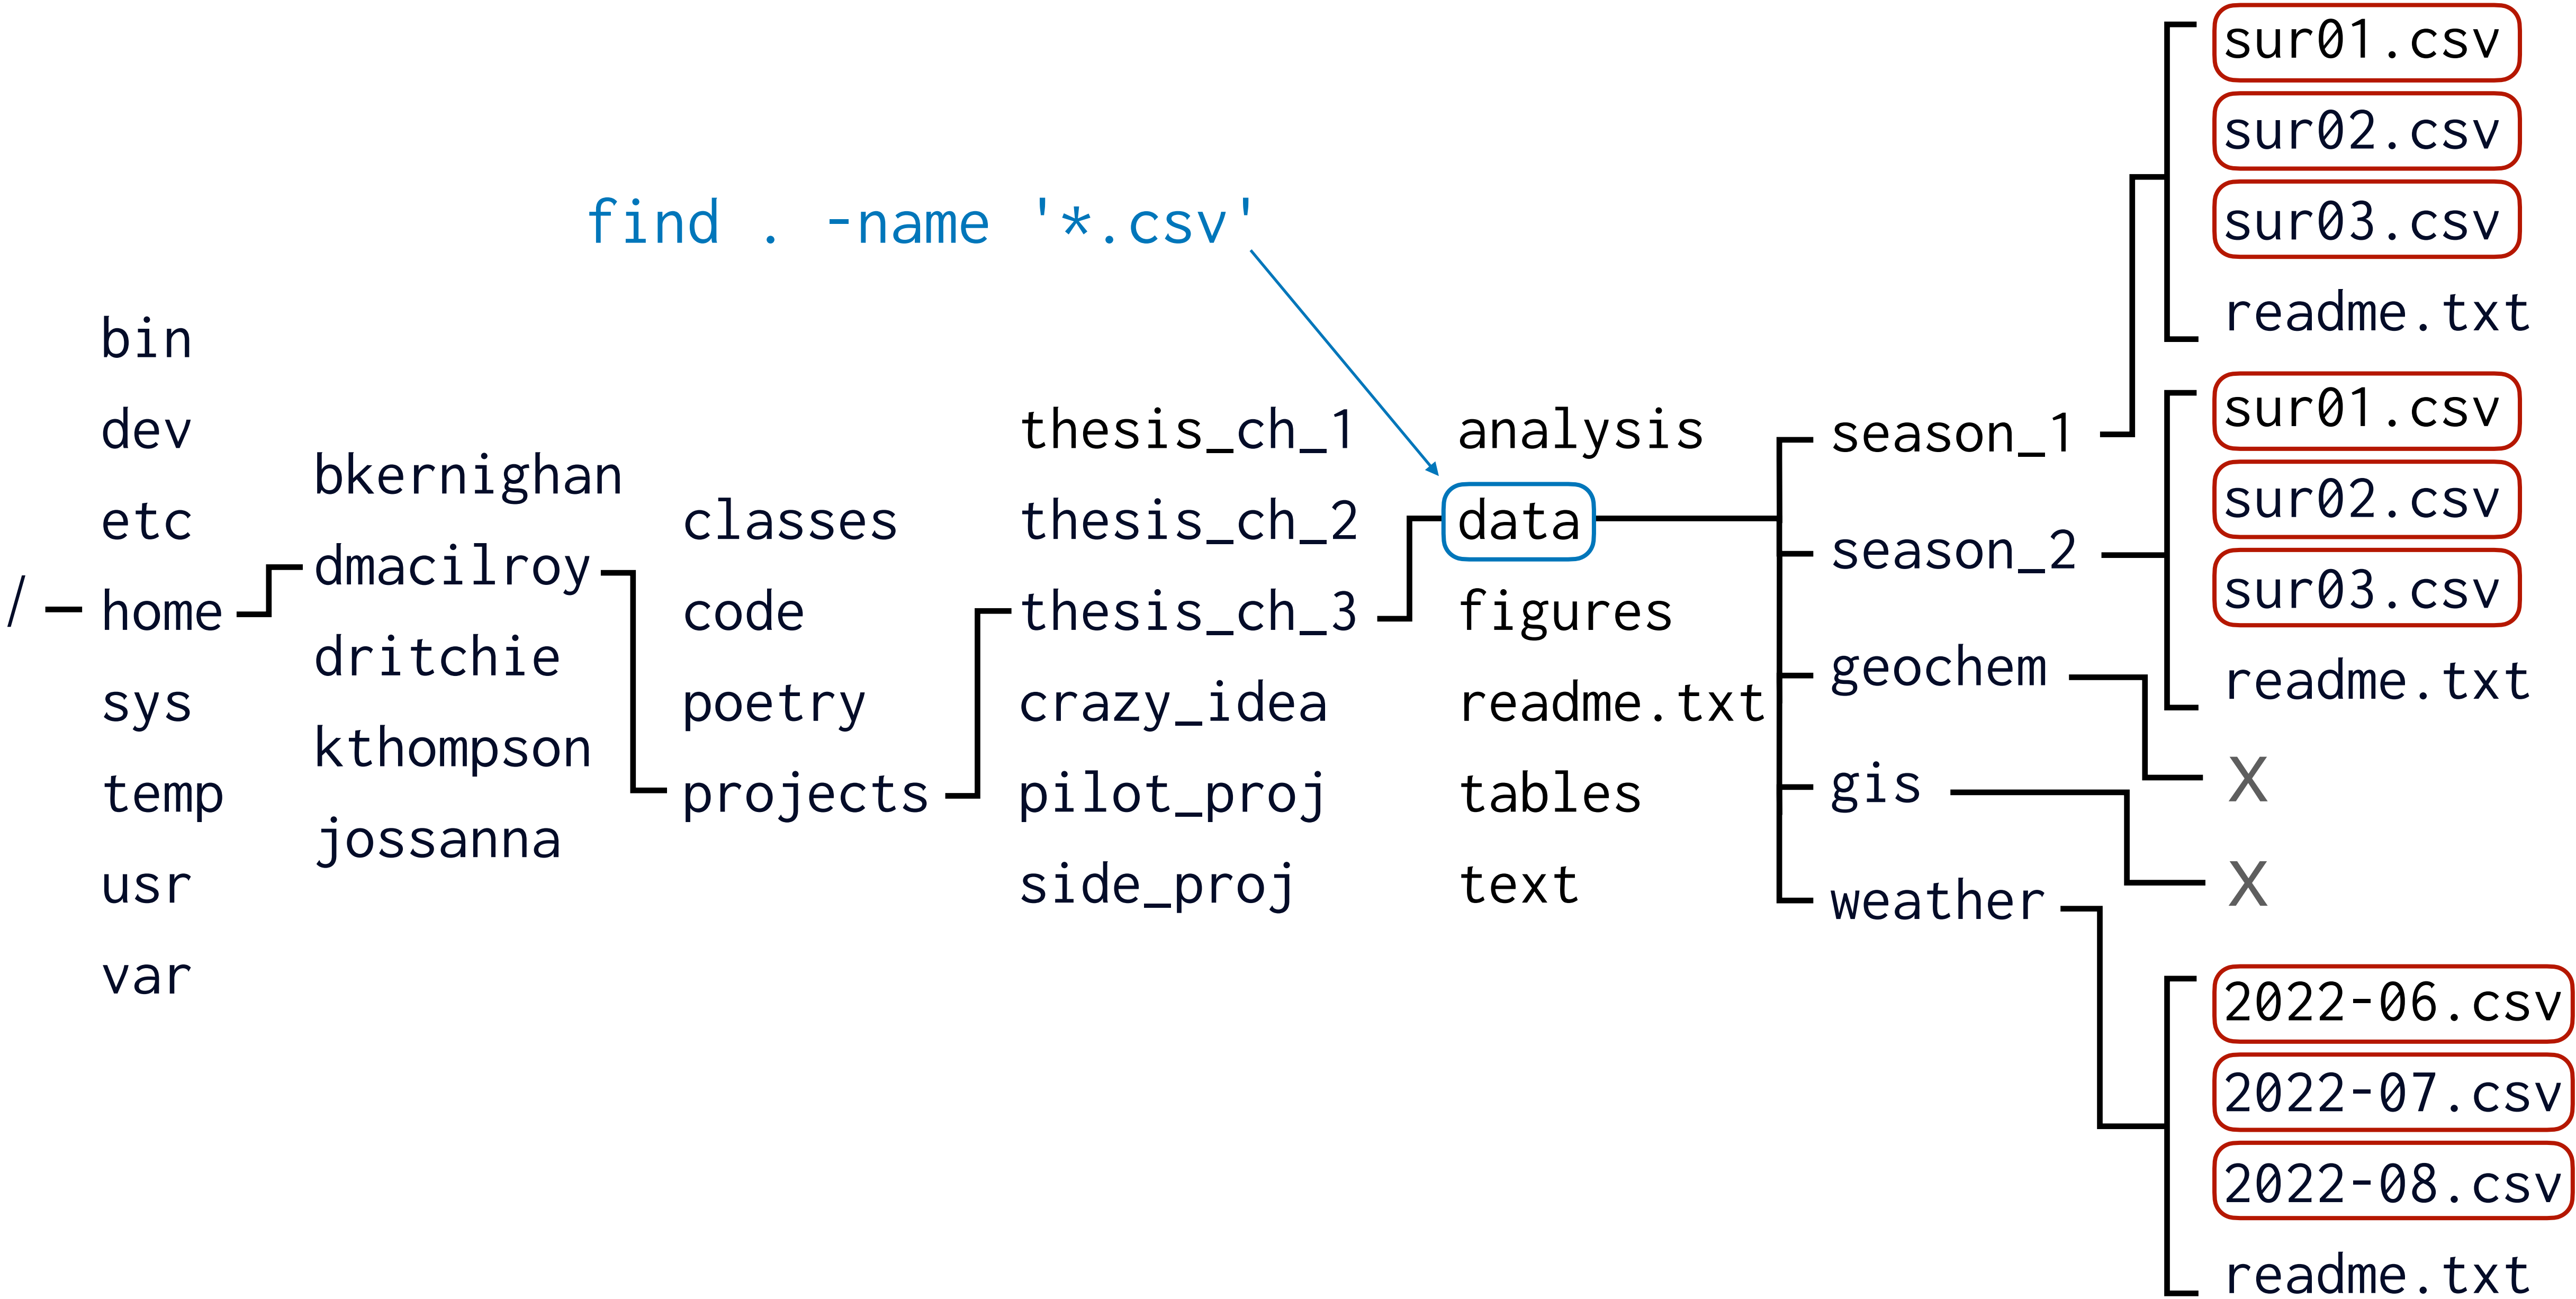 find . -name '*.csv'
/
bin
dev
etc
home
sys
temp
usr
var
bkernighan
dmacilroy
dritchie
kthompson
jossanna
classes
code
poetry
projects
thesis_ch_1
thesis_ch_2
thesis_ch_3
crazy_idea
pilot_proj
side_proj
analysis
data
figures
readme.txt
tables
text
season_1
season_2
geochem
gis
weather
sur01.csv
sur02.csv
sur03.csv
readme.txt
sur01.csv
sur02.csv
sur03.csv
readme.txt
X
X
2022-06.csv
2022-07.csv
2022-08.csv
readme.txt